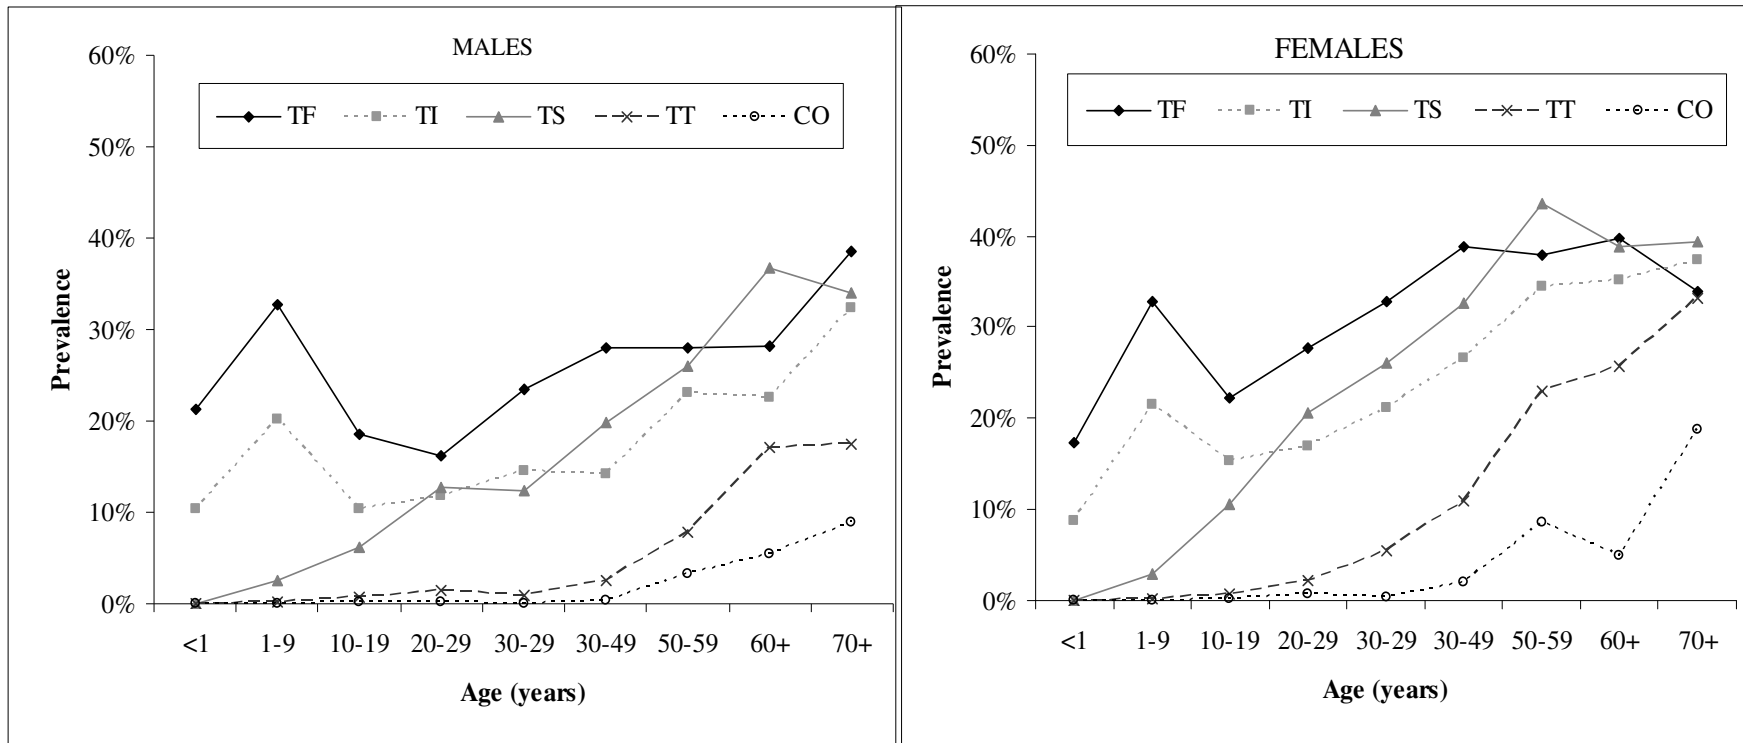 MALES
60%
TF TI TS TT CO
50%
40%
30%
20%
10%
0%
Prevalence
<1 1-9 10-19 20-29 30-29 30-49 50-59 60+ 70+
Age (years)
FEMALES
60%
TF TI TS TT CO
50%
40%
30%
20%
10%
0%
Prevalence
<1 1-9 10-19 20-29 30-29 30-49 50-59 60+ 70+
Age (years)